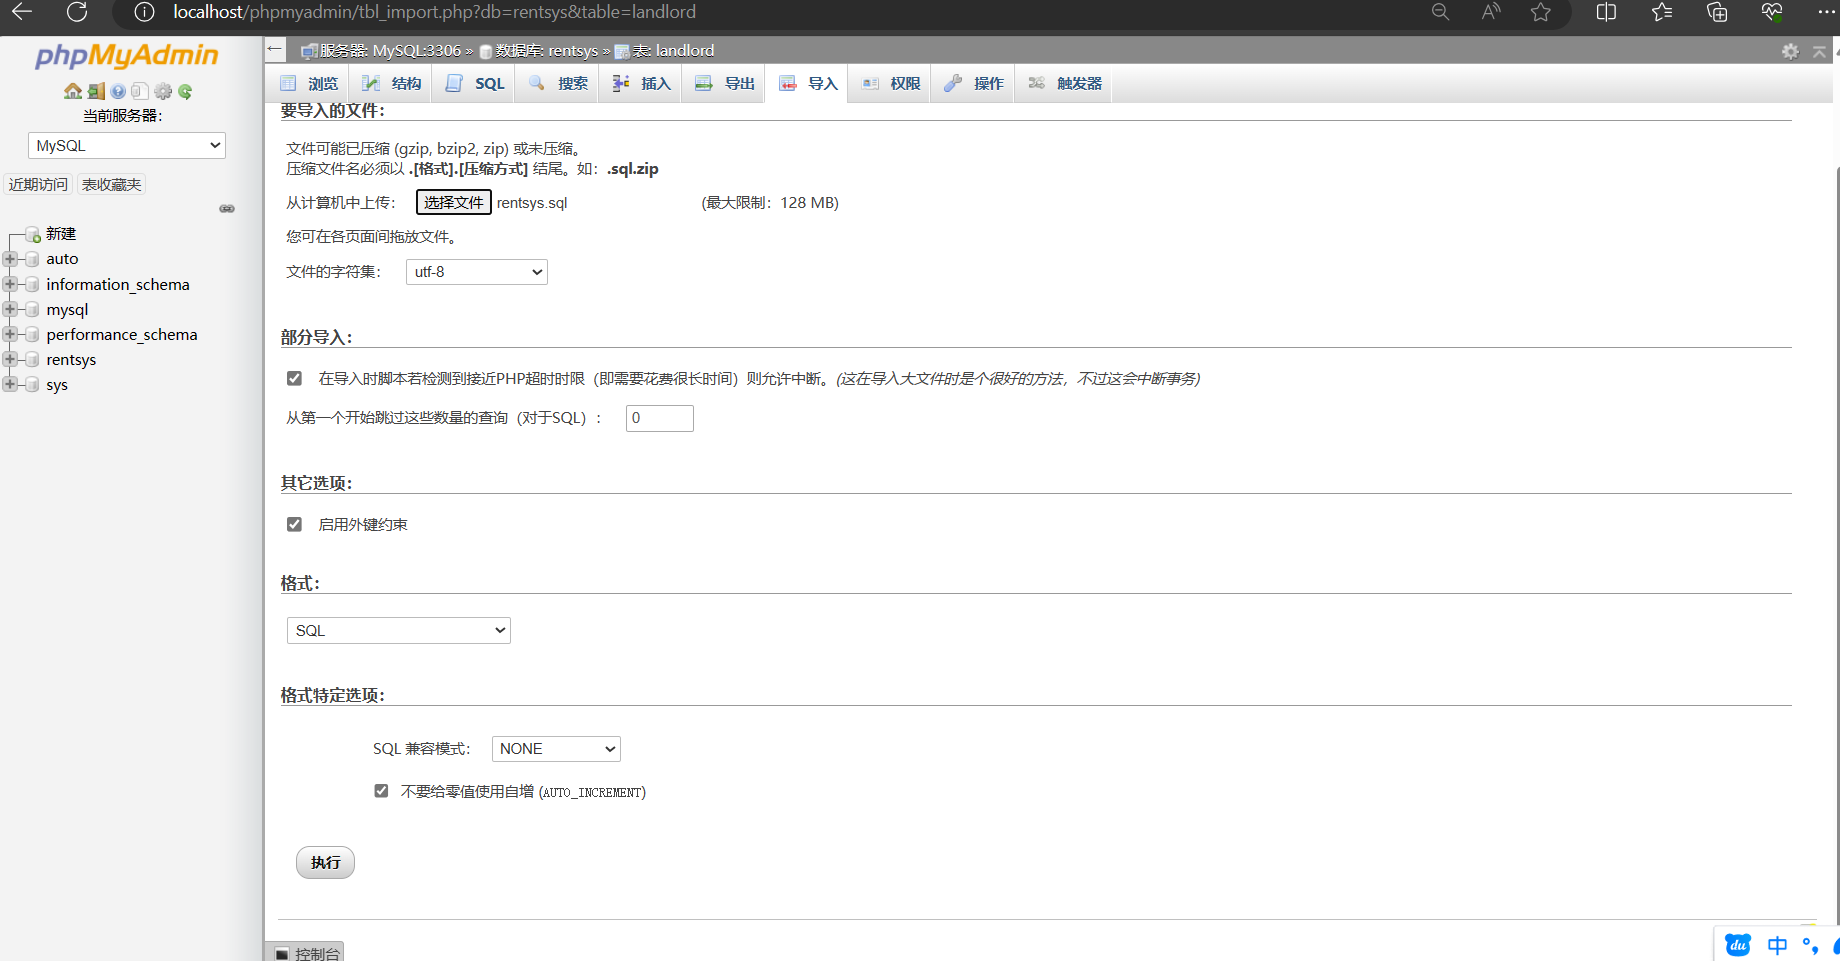 localhost/phpmyadmin/tbl_import.php?db=rentsys&table=landlord
phpMyAdmin
当前服务器：
MySQL
近期访问 表收藏夹
新建
auto
information_schema
mysql
performance_schema
rentsys
sys
服务器: MySQL:3306 » 数据库: rentsys » 表: landlord
浏览 结构 SQL 搜索 插入 导出 导入 权限 操作 触发器
要导入的文件：
文件可能已压缩 (gzip, bzip2, zip) 或未压缩。
压缩文件名必须以 .[格式].[压缩方式] 结尾。如：.sql.zip
从计算机中上传： 选择文件 rentsys.sql (最大限制：128 MB)
您可在各页面间拖放文件。
文件的字符集： utf-8
部分导入：
在导入时脚本若检测到接近PHP超时时限（即需要花费很长时间）则允许中断。(这在导入大文件时是个很好的方法，不过这会中断事务)
从第一个开始跳过这些数量的查询（对于SQL）： 0
其它选项：
启用外键约束
格式：
SQL
格式特定选项：
SQL 兼容模式： NONE
不要给零值使用自增 (AUTO_INCREMENT)
执行
控制台
du 中